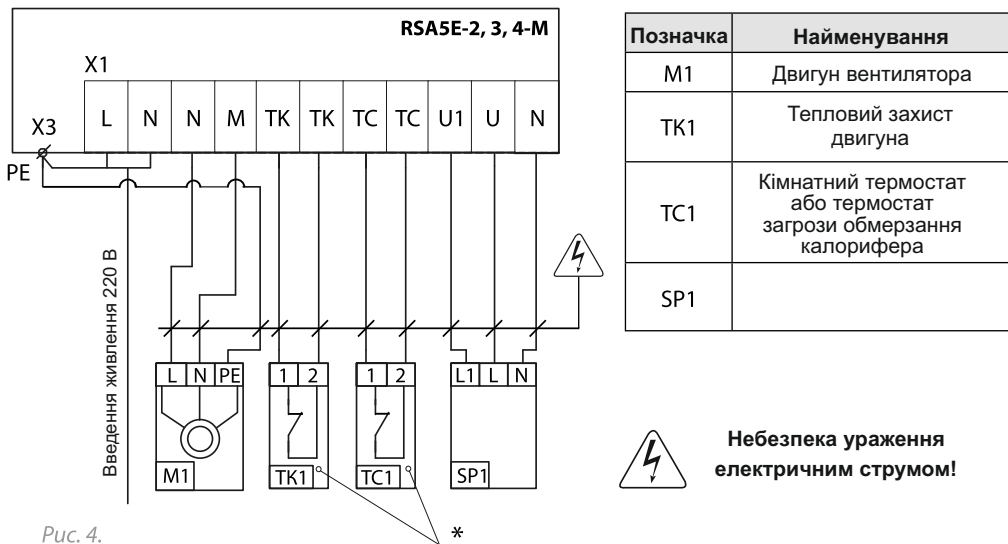 RSA5E-2, 3, 4-M
X1
L N N M TK TK TC TC U1 U N
X3
PE
Введення живлення 220 В
L N PE
M1
1 2
TK1
1 2
TC1
L1 L N
SP1
*
Рис. 4.
Позначка Найменування
M1 Двигун вентилятора
TK1 Тепловий захист
двигуна
TC1 Кімнатний термостат
або термостат
загрози обмерзання
калорифера
SP1
Небезпека ураження
електричним струмом!